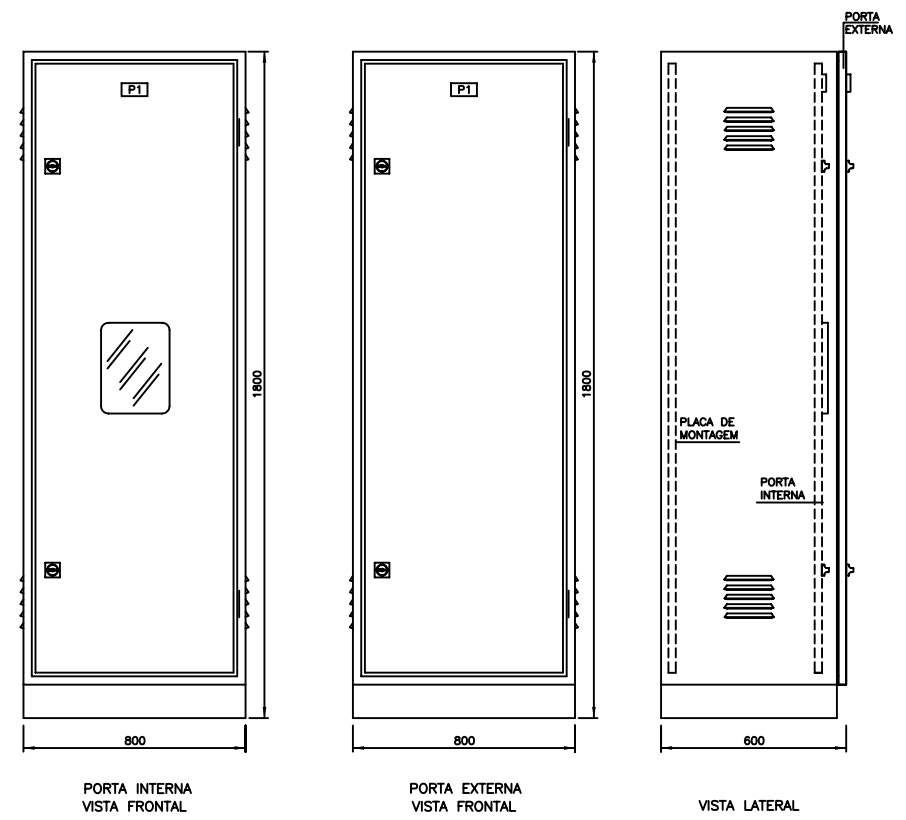 PORTA
EXTERNA
P1
P1
1800
1800
PLACA DE
MONTAGEM
PORTA
INTERNA
800
800
600
PORTA INTERNA
VISTA FRONTAL
PORTA EXTERNA
VISTA FRONTAL
VISTA LATERAL